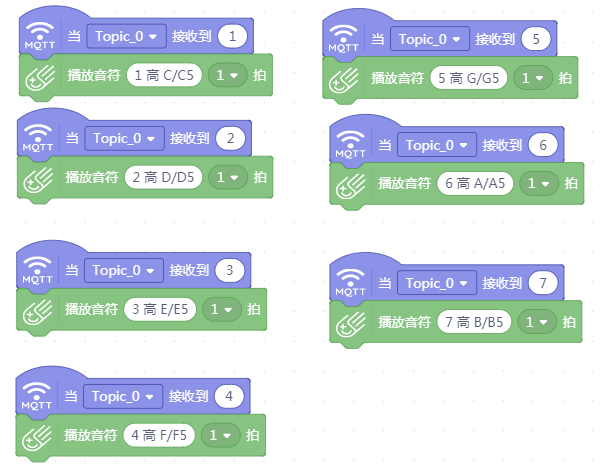 MQTT 当 Topic_0 接收到 1
播放音符 1 高 C/C5 1 拍
MQTT 当 Topic_0 接收到 2
播放音符 2 高 D/D5 1 拍
MQTT 当 Topic_0 接收到 3
播放音符 3 高 E/E5 1 拍
MQTT 当 Topic_0 接收到 4
播放音符 4 高 F/F5 1 拍
MQTT 当 Topic_0 接收到 5
播放音符 5 高 G/G5 1 拍
MQTT 当 Topic_0 接收到 6
播放音符 6 高 A/A5 1 拍
MQTT 当 Topic_0 接收到 7
播放音符 7 高 B/B5 1 拍